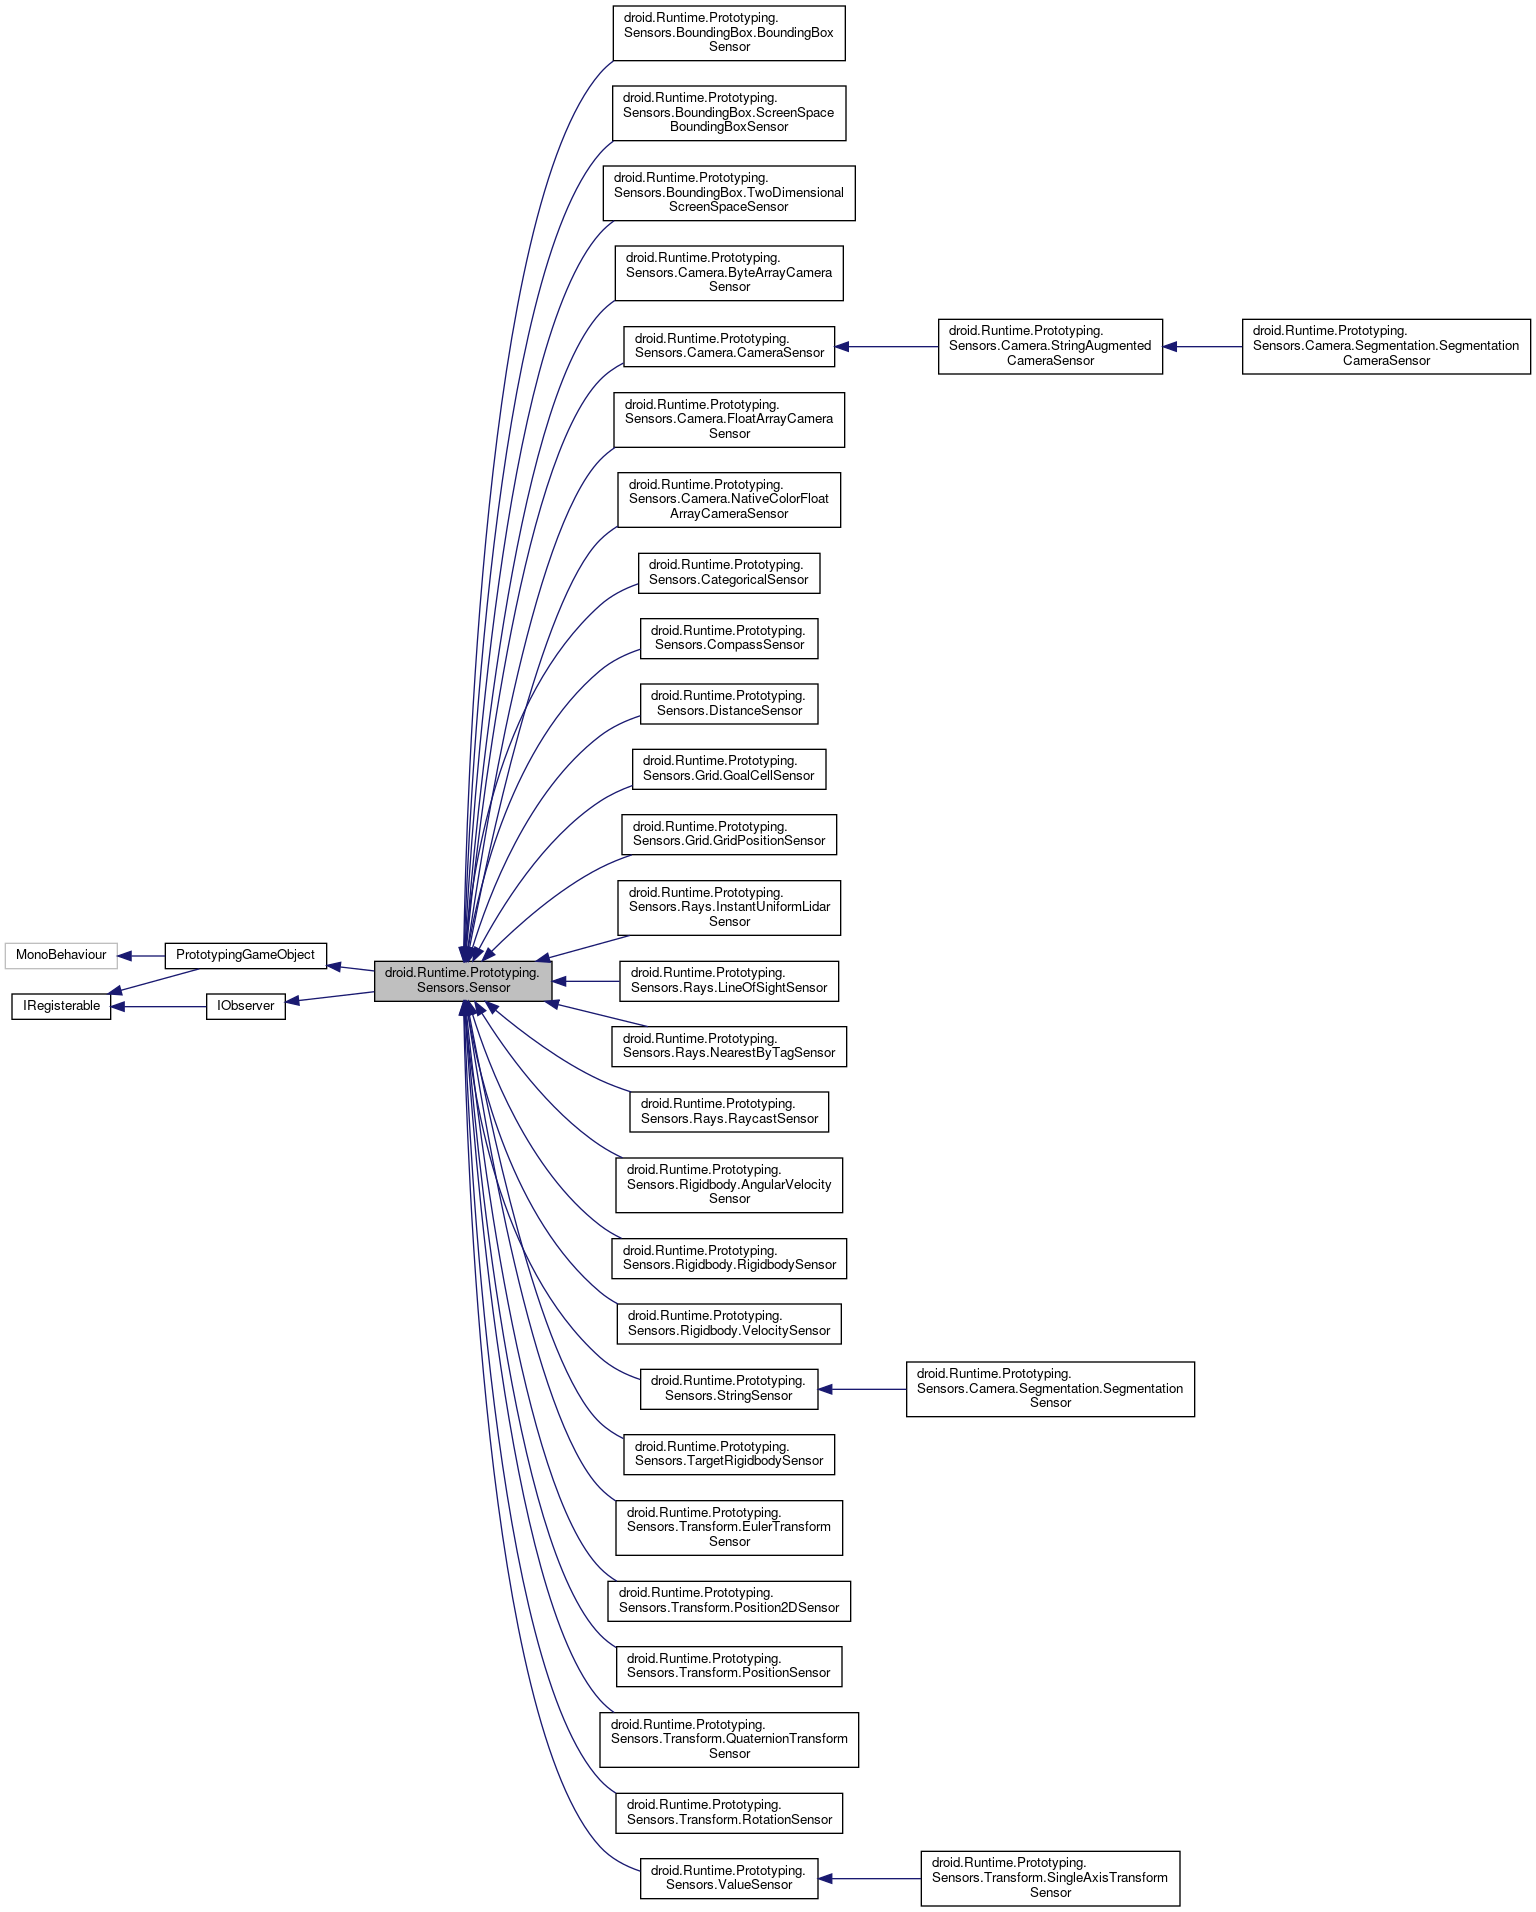 droid.Runtime.Prototyping.
Sensors.BoundingBox.BoundingBox
Sensor
droid.Runtime.Prototyping.
Sensors.BoundingBox.ScreenSpace
BoundingBoxSensor
droid.Runtime.Prototyping.
Sensors.BoundingBox.TwoDimensional
ScreenSpaceSensor
droid.Runtime.Prototyping.
Sensors.Camera.ByteArrayCamera
Sensor
droid.Runtime.Prototyping.
Sensors.Camera.CameraSensor
droid.Runtime.Prototyping.
Sensors.Camera.StringAugmented
CameraSensor
droid.Runtime.Prototyping.
Sensors.Camera.Segmentation.Segmentation
CameraSensor
droid.Runtime.Prototyping.
Sensors.Camera.FloatArrayCamera
Sensor
droid.Runtime.Prototyping.
Sensors.Camera.NativeColorFloat
ArrayCameraSensor
droid.Runtime.Prototyping.
Sensors.CategoricalSensor
droid.Runtime.Prototyping.
Sensors.CompassSensor
droid.Runtime.Prototyping.
Sensors.DistanceSensor
droid.Runtime.Prototyping.
Sensors.Grid.GoalCellSensor
droid.Runtime.Prototyping.
Sensors.Grid.GridPositionSensor
droid.Runtime.Prototyping.
Sensors.Rays.InstantUniformLidar
Sensor
MonoBehaviour
PrototypingGameObject
IRegisterable
IObserver
droid.Runtime.Prototyping.
Sensors.Sensor
droid.Runtime.Prototyping.
Sensors.Rays.LineOfSightSensor
droid.Runtime.Prototyping.
Sensors.Rays.NearestByTagSensor
droid.Runtime.Prototyping.
Sensors.Rays.RaycastSensor
droid.Runtime.Prototyping.
Sensors.Rigidbody.AngularVelocity
Sensor
droid.Runtime.Prototyping.
Sensors.Rigidbody.RigidbodySensor
droid.Runtime.Prototyping.
Sensors.Rigidbody.VelocitySensor
droid.Runtime.Prototyping.
Sensors.StringSensor
droid.Runtime.Prototyping.
Sensors.Camera.Segmentation.Segmentation
Sensor
droid.Runtime.Prototyping.
Sensors.TargetRigidbodySensor
droid.Runtime.Prototyping.
Sensors.Transform.EulerTransform
Sensor
droid.Runtime.Prototyping.
Sensors.Transform.Position2DSensor
droid.Runtime.Prototyping.
Sensors.Transform.PositionSensor
droid.Runtime.Prototyping.
Sensors.Transform.QuaternionTransform
Sensor
droid.Runtime.Prototyping.
Sensors.Transform.RotationSensor
droid.Runtime.Prototyping.
Sensors.ValueSensor
droid.Runtime.Prototyping.
Sensors.Transform.SingleAxisTransform
Sensor